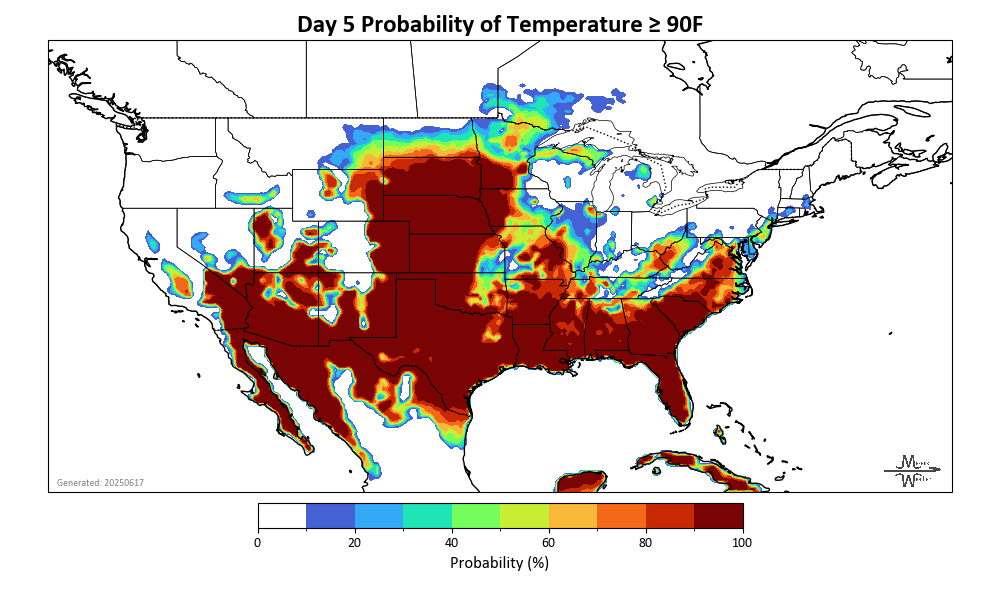 Day 5 Probability of Temperature ≥ 90F
Generated: 20250617
0 20 40 60 80 100
Probability (%)